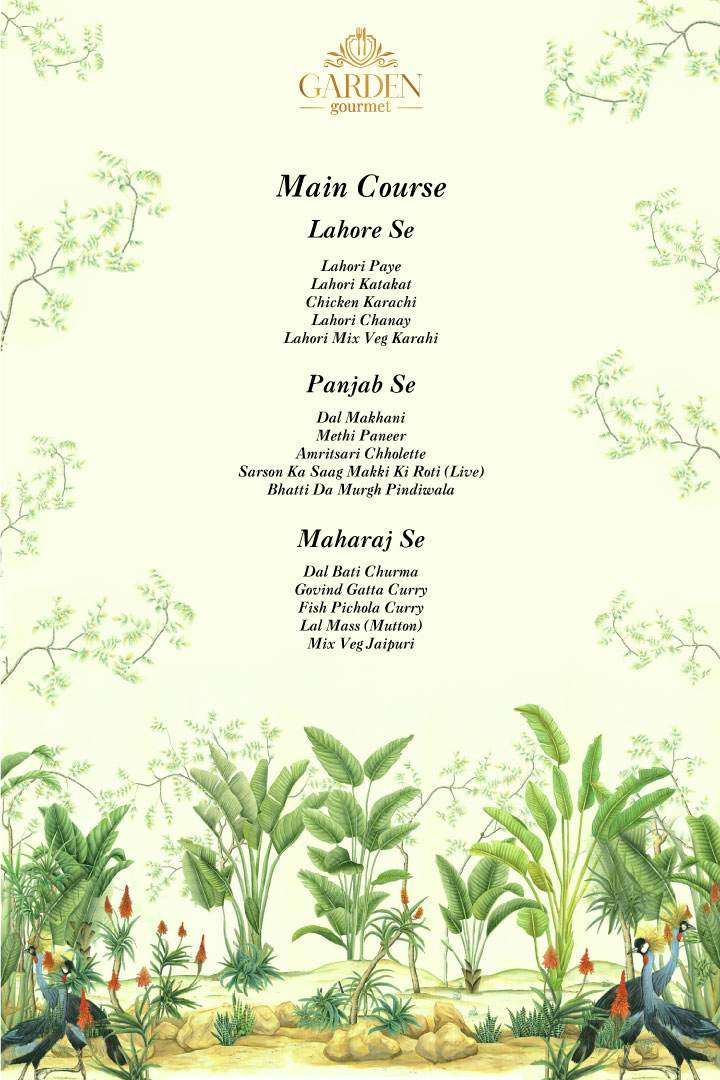 GARDEN
gourmet
Main Course
Lahore Se
Lahori Paye
Lahori Katakat
Chicken Karachi
Lahori Chanay
Lahori Mix Veg Karahi
Panjab Se
Dal Makhani
Methi Paneer
Amritsari Chholette
Sarson Ka Saag Makki Ki Roti (Live)
Bhatti Da Murgh Pindiwala
Maharaj Se
Dal Bati Churma
Govind Gatta Curry
Fish Pichola Curry
Lal Mass (Mutton)
Mix Veg Jaipuri